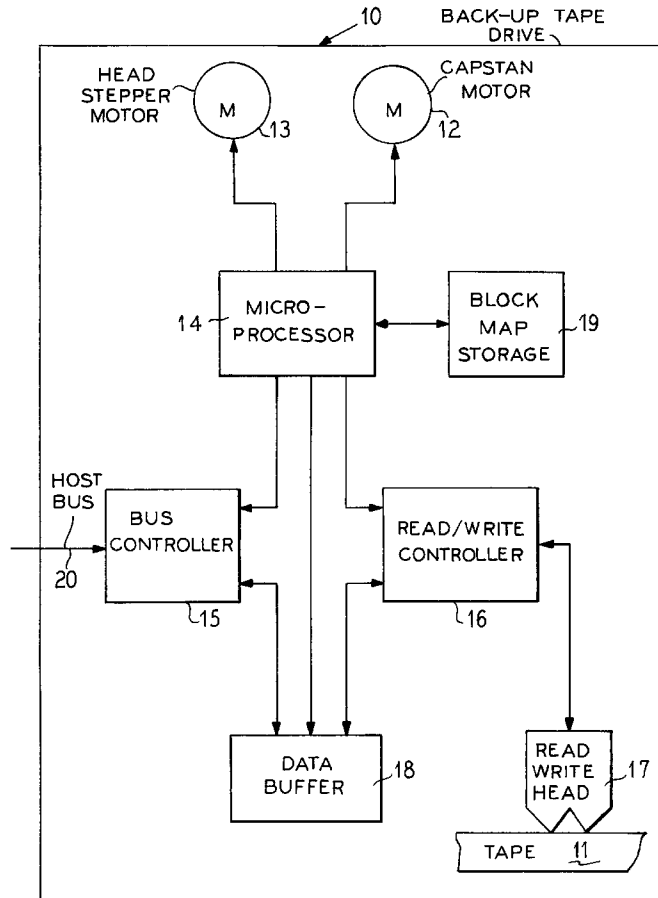 10
BACK-UP TAPE
DRIVE
HEAD
STEPPER
MOTOR
M
13
CAPSTAN
MOTOR
M
12
14
MICRO-
PROCESSOR
BLOCK
MAP
STORAGE
19
HOST
BUS
20
BUS
CONTROLLER
15
READ/WRITE
CONTROLLER
16
DATA
BUFFER
18
READ
WRITE
HEAD
17
TAPE 11